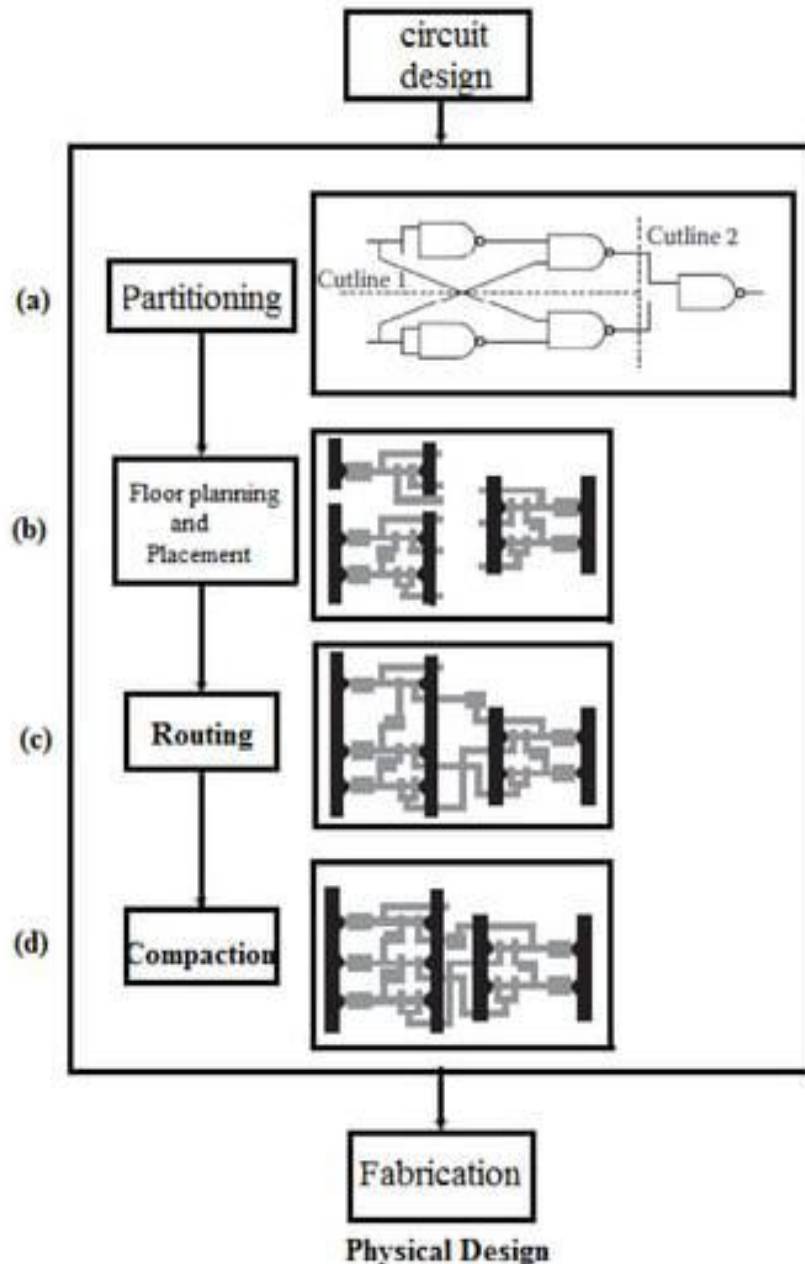 circuit
design
Cutline 2
Cutline 1
(a)
Partitioning
Floor planning
and
Placement
(b)
Routing
(c)
(d)
Compaction
Fabrication
Physical Design